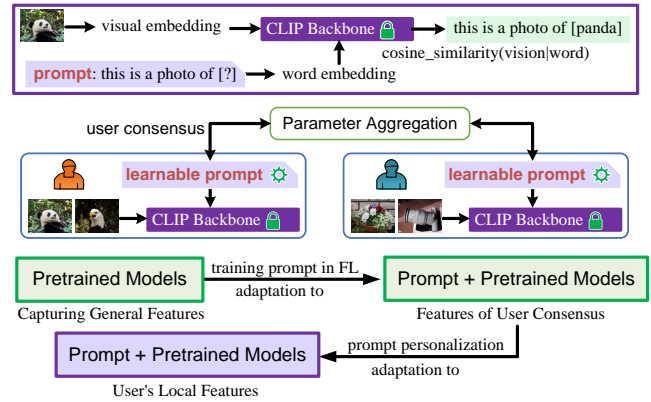 visual embedding
CLIP Backbone
this is a photo of [panda]
cosine_similarity(vision|word)
prompt: this is a photo of [?]
word embedding
user consensus
Parameter Aggregation
learnable prompt
learnable prompt
CLIP Backbone
CLIP Backbone
Pretrained Models
training prompt in FL
adaptation to
Prompt + Pretrained Models
Capturing General Features
Features of User Consensus
Prompt + Pretrained Models
prompt personalization
adaptation to
User's Local Features